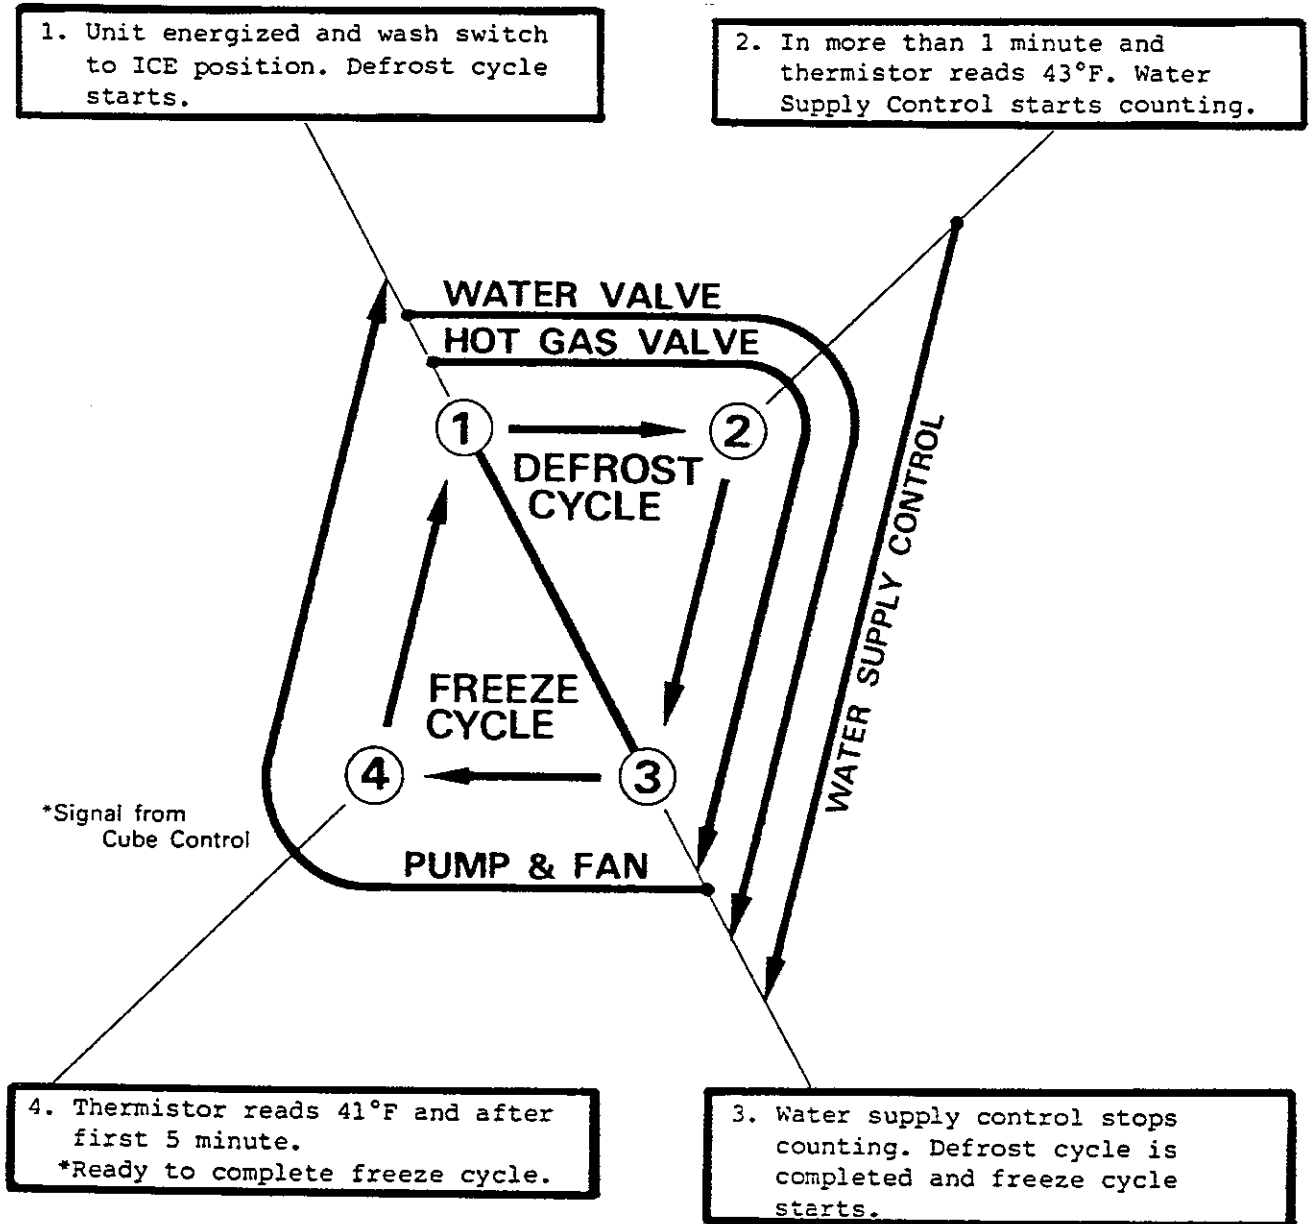 1. Unit energized and wash switch
to ICE position. Defrost cycle
starts.
2. In more than 1 minute and
thermistor reads 43°F. Water
Supply Control starts counting.
WATER VALVE
HOT GAS VALVE
1
2
DEFROST
CYCLE
WATER SUPPLY CONTROL
FREEZE
CYCLE
4
3
*Signal from
Cube Control
PUMP & FAN
4. Thermistor reads 41°F and after
first 5 minute.
*Ready to complete freeze cycle.
3. Water supply control stops
counting. Defrost cycle is
completed and freeze cycle
starts.